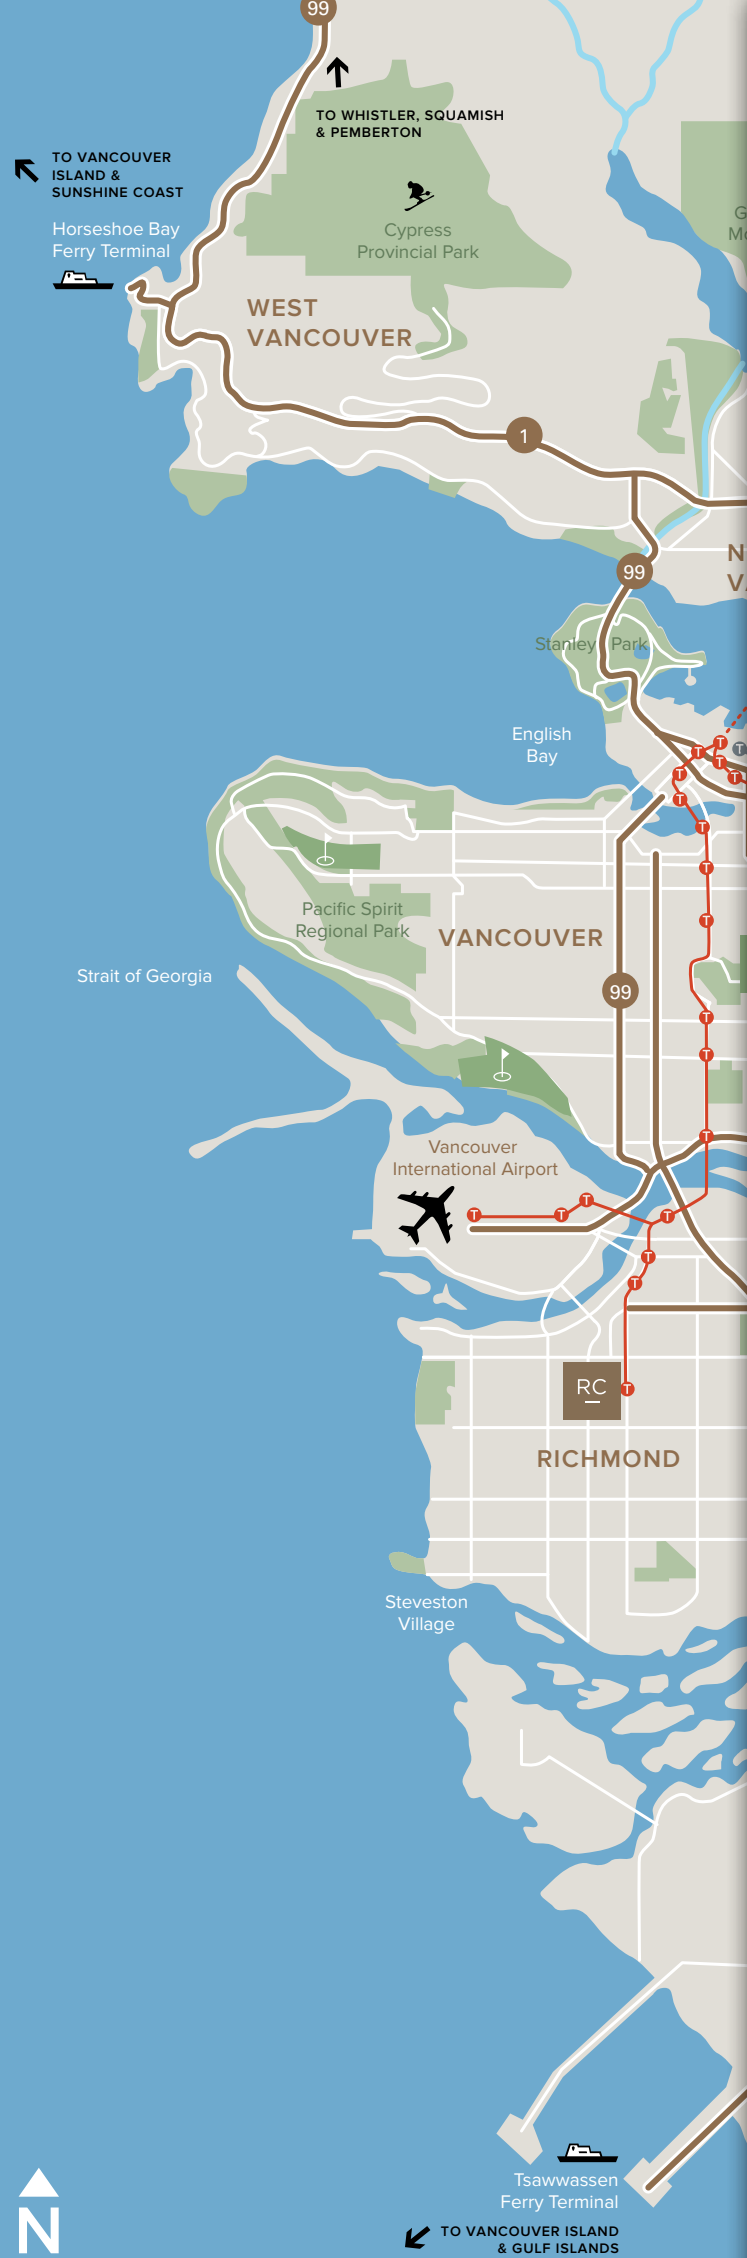 99
TO WHISTLER, SQUAMISH
& PEMBERTON
TO VANCOUVER
ISLAND &
SUNSHINE COAST
Horseshoe Bay
Ferry Terminal
Cypress
Provincial Park
WEST
VANCOUVER
1
99
Stanley Park
English
Bay
T
T
T
T
T
T
T
T
T
T
Pacific Spirit
Regional Park
VANCOUVER
Strait of Georgia
99
T
T
T
Vancouver
International Airport
T
T
T
T
T
T
RC
T
RICHMOND
Steveston
Village
Tsawwassen
Ferry Terminal
TO VANCOUVER ISLAND
& GULF ISLANDS
N